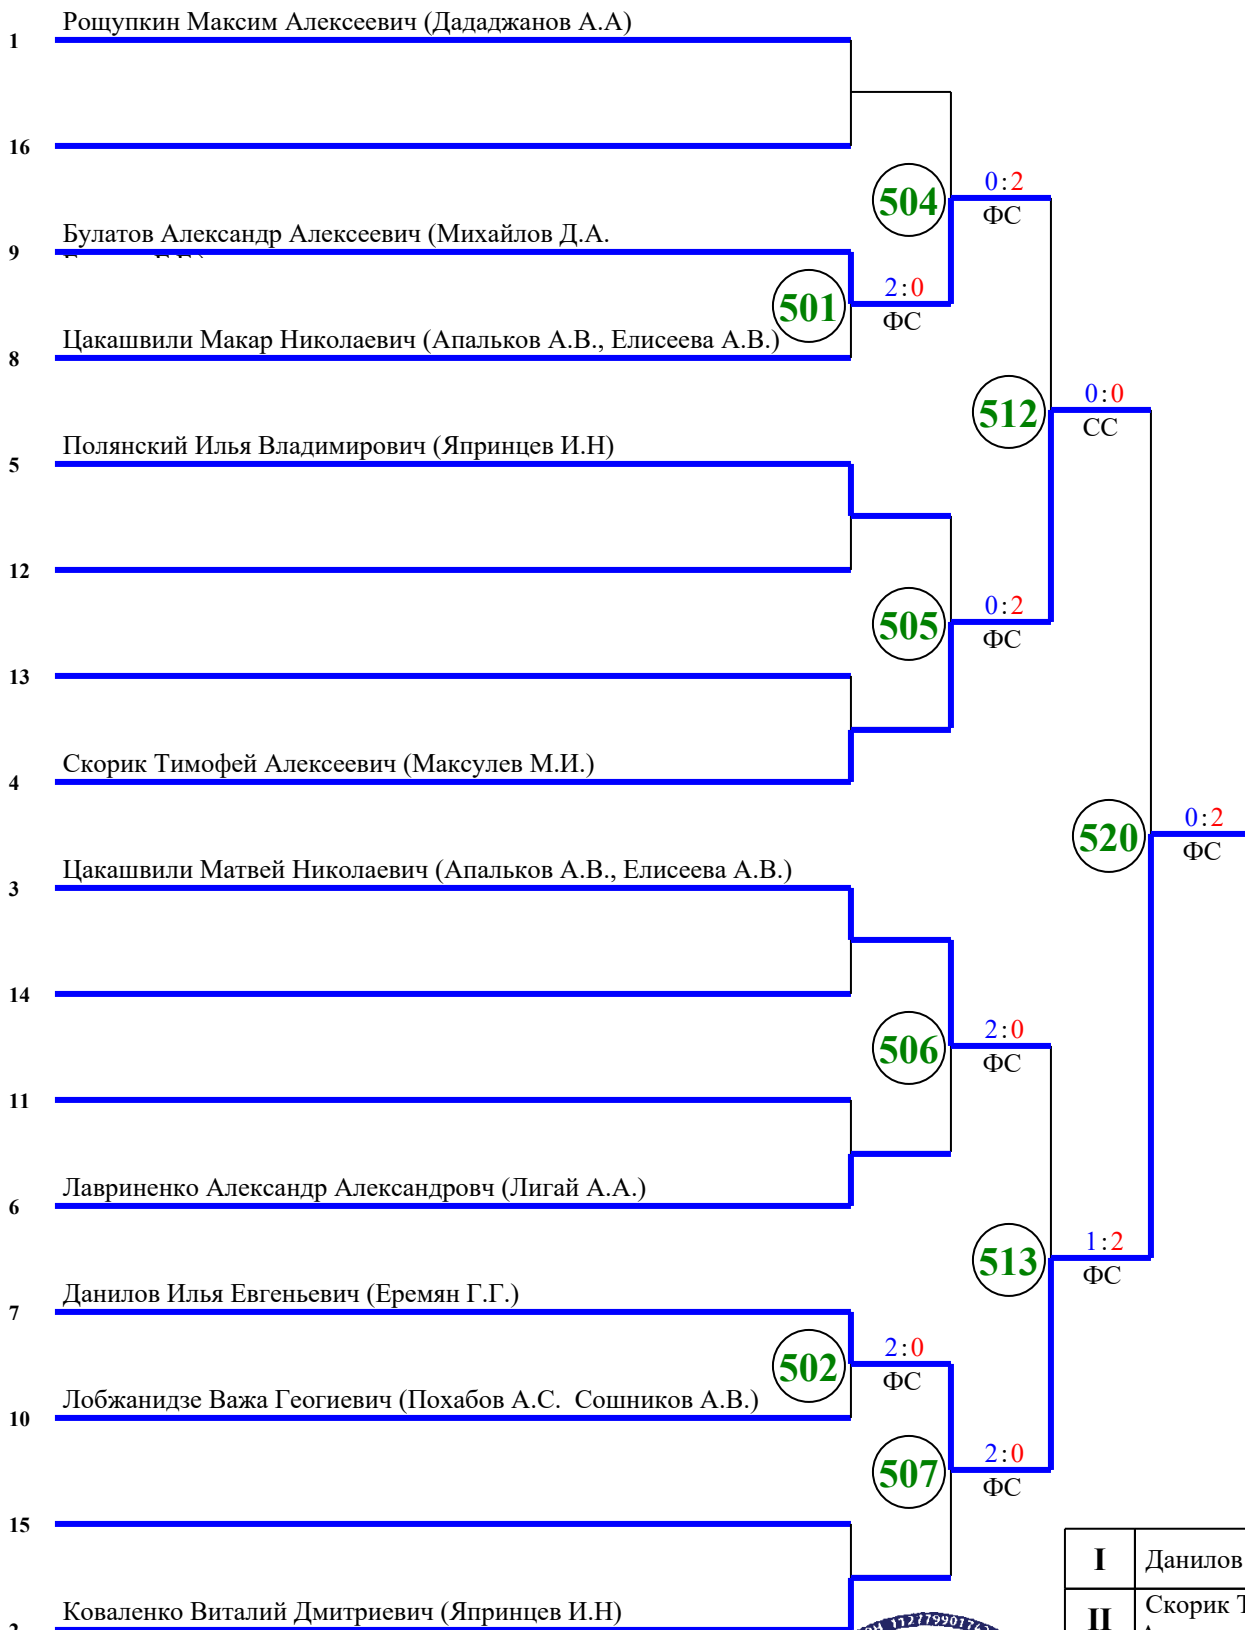 Рощупкин Максим Алексеевич (Дададжанов А.А)
1
16
504
0:2
ФС
Булатов Александр Алексеевич (Михайлов Д.А.
9
501
2:0
ФС
Цакашвили Макар Николаевич (Апальков А.В., Елисеева А.В.)
8
512
0:0
СС
Полянский Илья Владимирович (Япринцев И.Н)
5
12
505
0:2
ФС
13
Скорик Тимофей Алексеевич (Максулев М.И.)
4
520
0:2
ФС
Цакашвили Матвей Николаевич (Апальков А.В., Елисеева А.В.)
3
14
506
2:0
ФС
11
Лавриненко Александр Александровч (Лигай А.А.)
6
513
1:2
ФС
Данилов Илья Евгеньевич (Еремян Г.Г.)
7
502
2:0
ФС
Лобжанидзе Важа Геогиевич (Похабов А.С. Сошников А.В.)
10
507
2:0
ФС
15
I Данилов
Коваленко Виталий Дмитриевич (Япринцев И.Н)
II Скорик Т